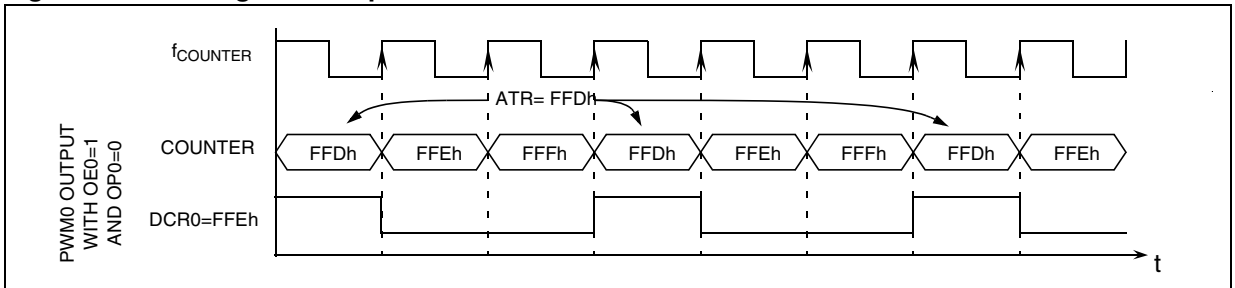 fCOUNTER
ATR= FFDh
COUNTER
FFDh FFEh FFFh FFDh FFEh FFFh FFDh FFEh
PWM0 OUTPUT
WITH OE0=1
AND OP0=0
DCR0=FFEh
t